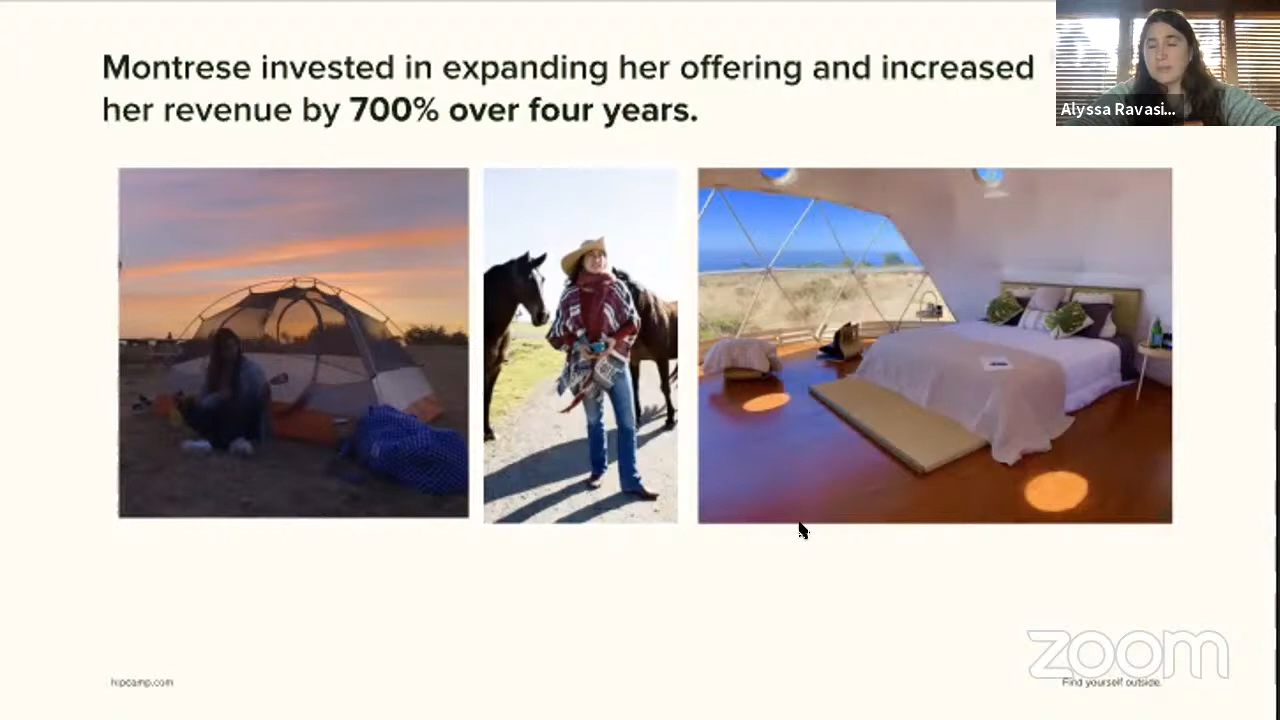 Montrese invested in expanding her offering and increased
her revenue by 700% over four years.
Alyssa Ravasi...
zoom
hipcamp.com
Find yourself outside.